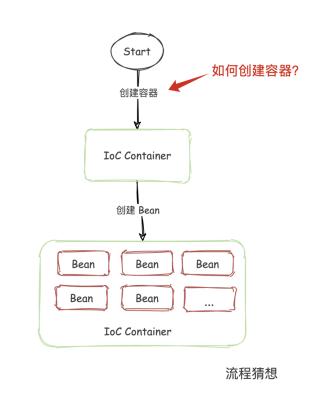 Start
如何创建容器?
创建容器
IoC Container
创建 Bean
Bean Bean Bean
Bean Bean ...
IoC Container
流程猜想